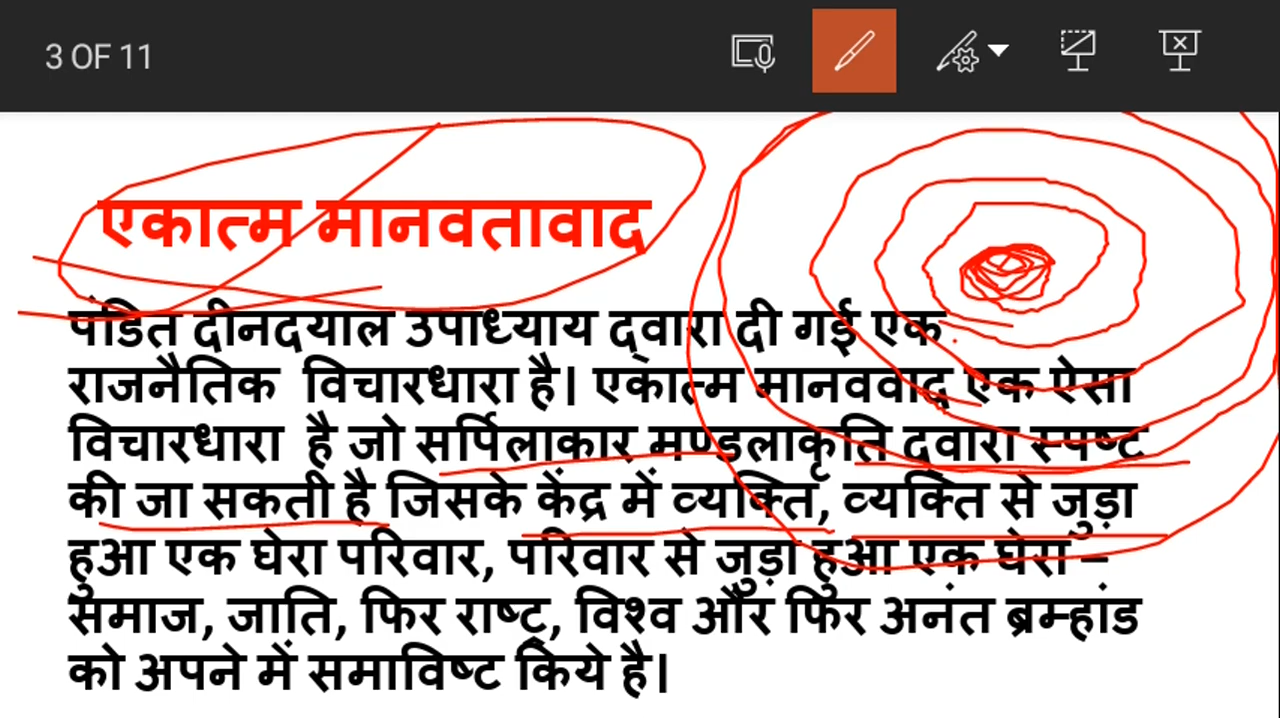 3 OF 11
एकात्म मानवतावाद
पंडित दीनदयाल उपाध्याय द्वारा दी गई एक
राजनैतिक विचारधारा है। एकात्म मानववाद एक ऐसा
विचारधारा है जो सर्पिलाकार मण्डलाकृति द्वारा स्पष्ट
की जा सकती है जिसके केंद्र में व्यक्ति, व्यक्ति से जुड़ा
हुआ एक घेरा परिवार, परिवार से जुड़ा हुआ एक घेरा –
समाज, जाति, फिर राष्ट्र, विश्व और फिर अनंत ब्रम्हांड
को अपने में समाविष्ट किये है।